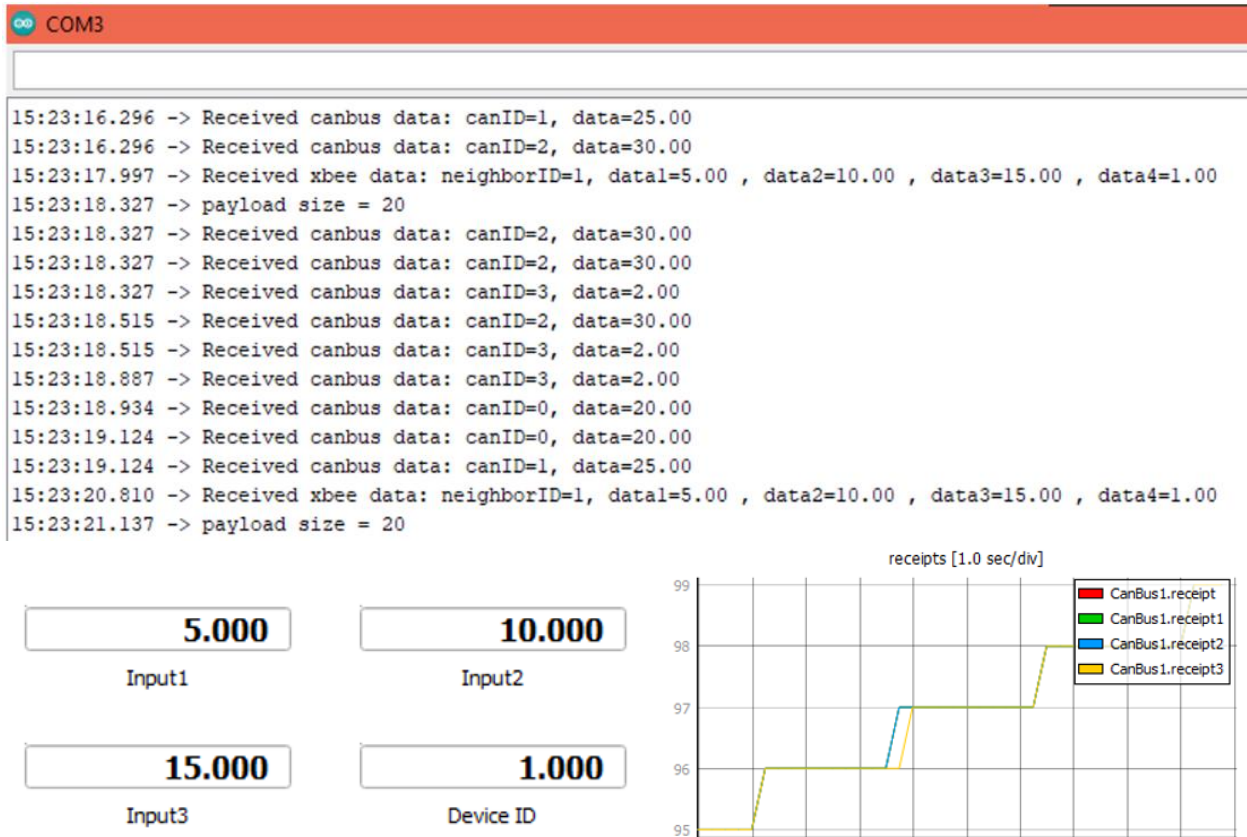 COM3
15:23:16.296 -> Received canbus data: canID=1, data=25.00
15:23:16.296 -> Received canbus data: canID=2, data=30.00
15:23:17.997 -> Received xbee data: neighborID=1, data1=5.00 , data2=10.00 , data3=15.00 , data4=1.00
15:23:18.327 -> payload size = 20
15:23:18.327 -> Received canbus data: canID=2, data=30.00
15:23:18.327 -> Received canbus data: canID=2, data=30.00
15:23:18.327 -> Received canbus data: canID=3, data=2.00
15:23:18.515 -> Received canbus data: canID=2, data=30.00
15:23:18.515 -> Received canbus data: canID=3, data=2.00
15:23:18.887 -> Received canbus data: canID=3, data=2.00
15:23:18.934 -> Received canbus data: canID=0, data=20.00
15:23:19.124 -> Received canbus data: canID=0, data=20.00
15:23:19.124 -> Received canbus data: canID=1, data=25.00
15:23:20.810 -> Received xbee data: neighborID=1, data1=5.00 , data2=10.00 , data3=15.00 , data4=1.00
15:23:21.137 -> payload size = 20
5.000
Input1
10.000
Input2
15.000
Input3
1.000
Device ID
receipts [1.0 sec/div]
99
98
97
96
95
CanBus1.receipt
CanBus1.receipt1
CanBus1.receipt2
CanBus1.receipt3